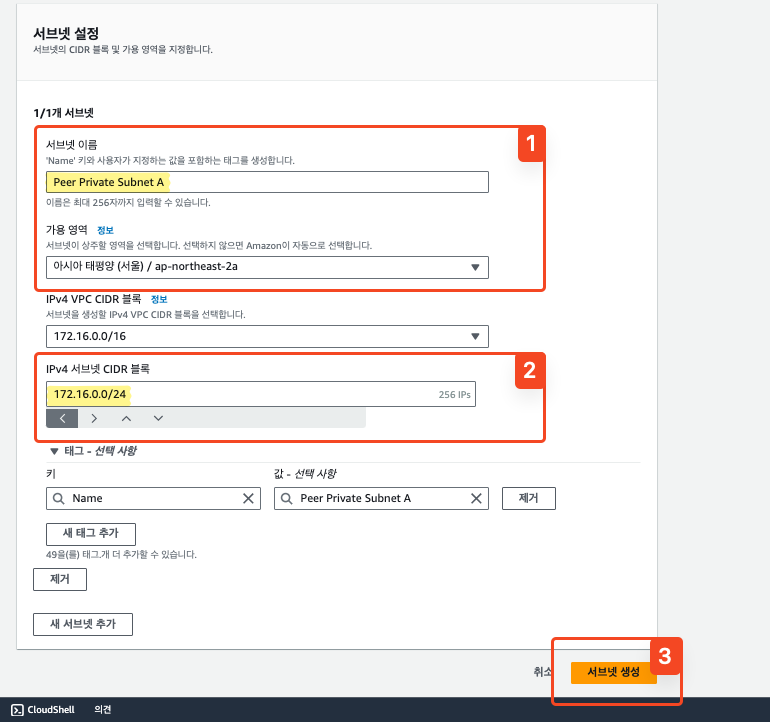 서브넷 설정
서브넷의 CIDR 블록 및 가용 영역을 지정합니다.
1/1개 서브넷
1
서브넷 이름
'Name' 키와 사용자가 지정하는 값을 포함하는 태그를 생성합니다.
Peer Private Subnet A
이름은 최대 256자까지 입력할 수 있습니다.
가용 영역 정보
서브넷이 상주할 영역을 선택합니다. 선택하지 않으면 Amazon이 자동으로 선택합니다.
아시아 태평양 (서울) / ap-northeast-2a
IPv4 VPC CIDR 블록 정보
서브넷을 생성할 IPv4 VPC CIDR 블록을 선택합니다.
172.16.0.0/16
2
IPv4 서브넷 CIDR 블록
172.16.0.0/24 256 IPs
태그 - 선택 사항
키 값 - 선택 사항
Name Peer Private Subnet A 제거
새 태그 추가
49을(를) 태그.개 더 추가할 수 있습니다.
제거
새 서브넷 추가
3
취소 서브넷 생성
CloudShell 의견